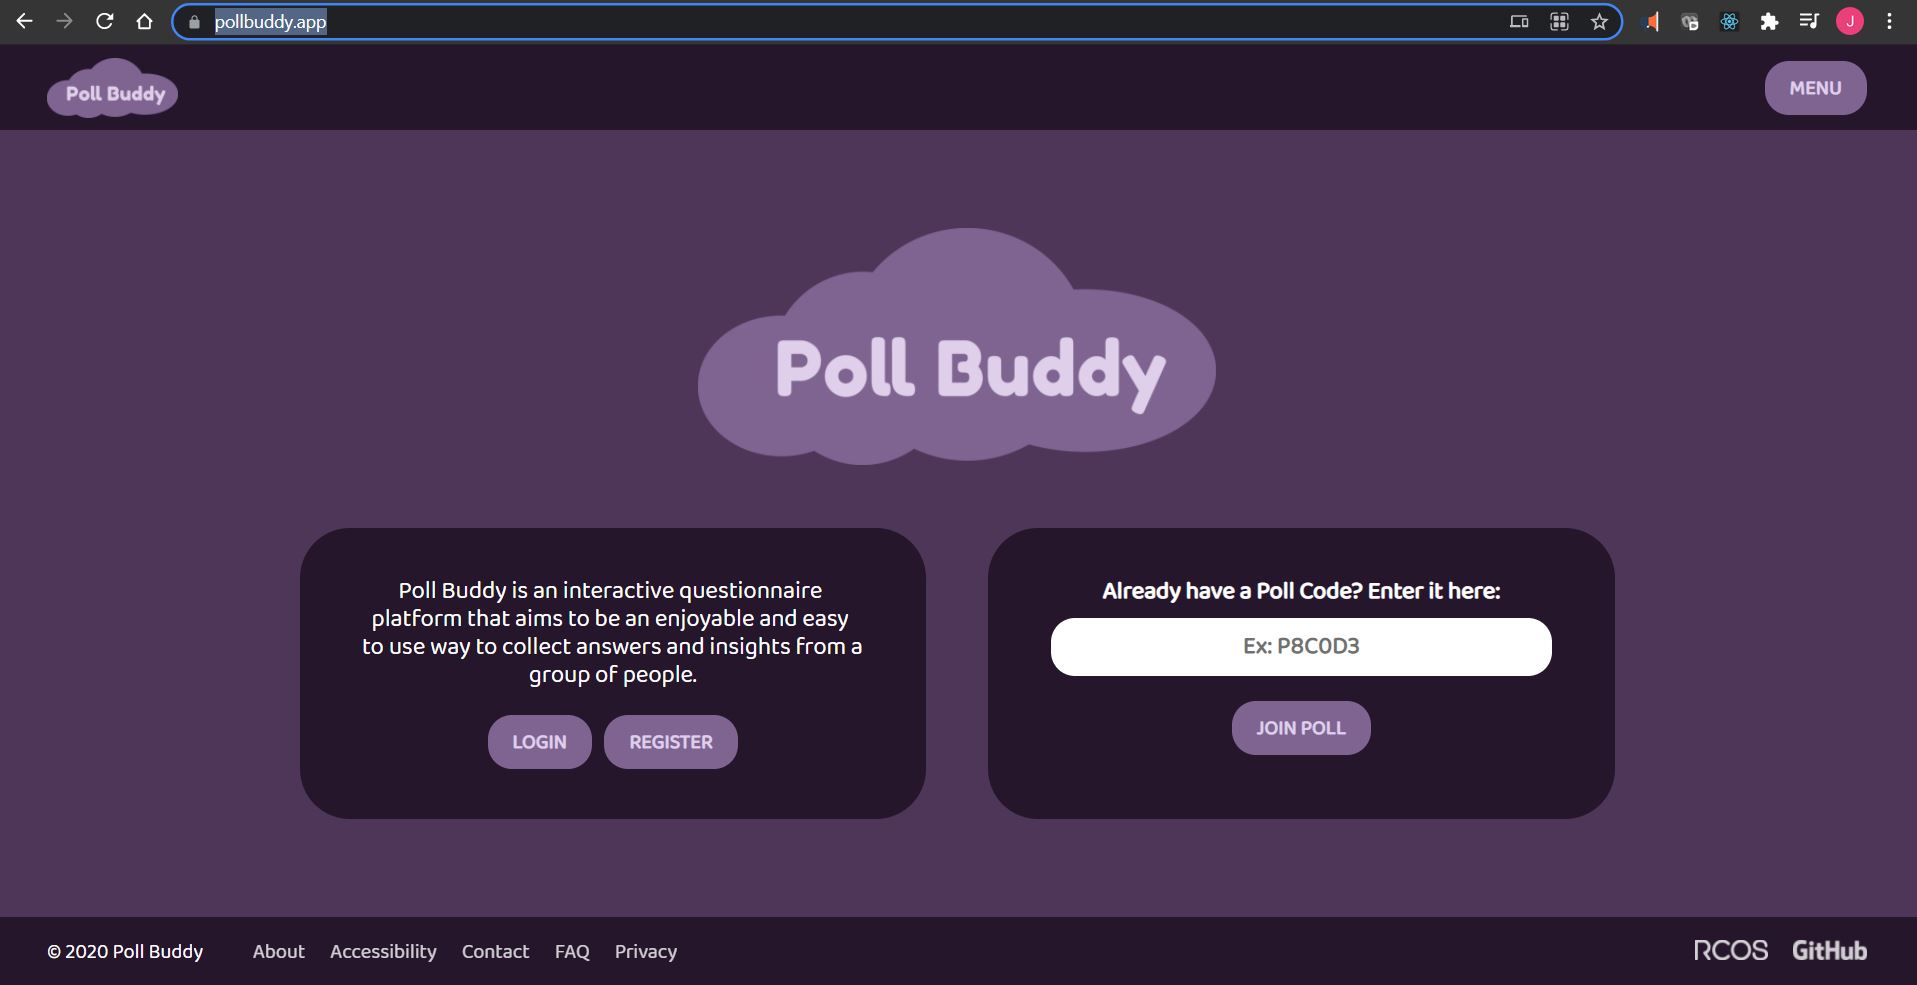 pollbuddy.app
J
Poll Buddy
MENU
Poll Buddy
Poll Buddy is an interactive questionnaire
platform that aims to be an enjoyable and easy
to use way to collect answers and insights from a
group of people.
LOGIN
REGISTER
Already have a Poll Code? Enter it here:
Ex: P8C0D3
JOIN POLL
© 2020 Poll Buddy
About
Accessibility
Contact
FAQ
Privacy
RCOS
GitHub